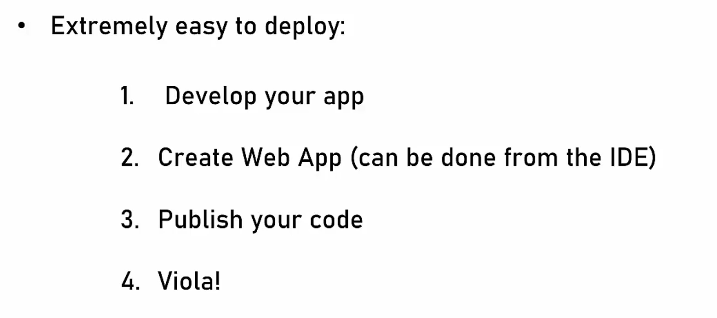 • Extremely easy to deploy:
1. Develop your app
2. Create Web App (can be done from the IDE)
3. Publish your code
4. Viola!